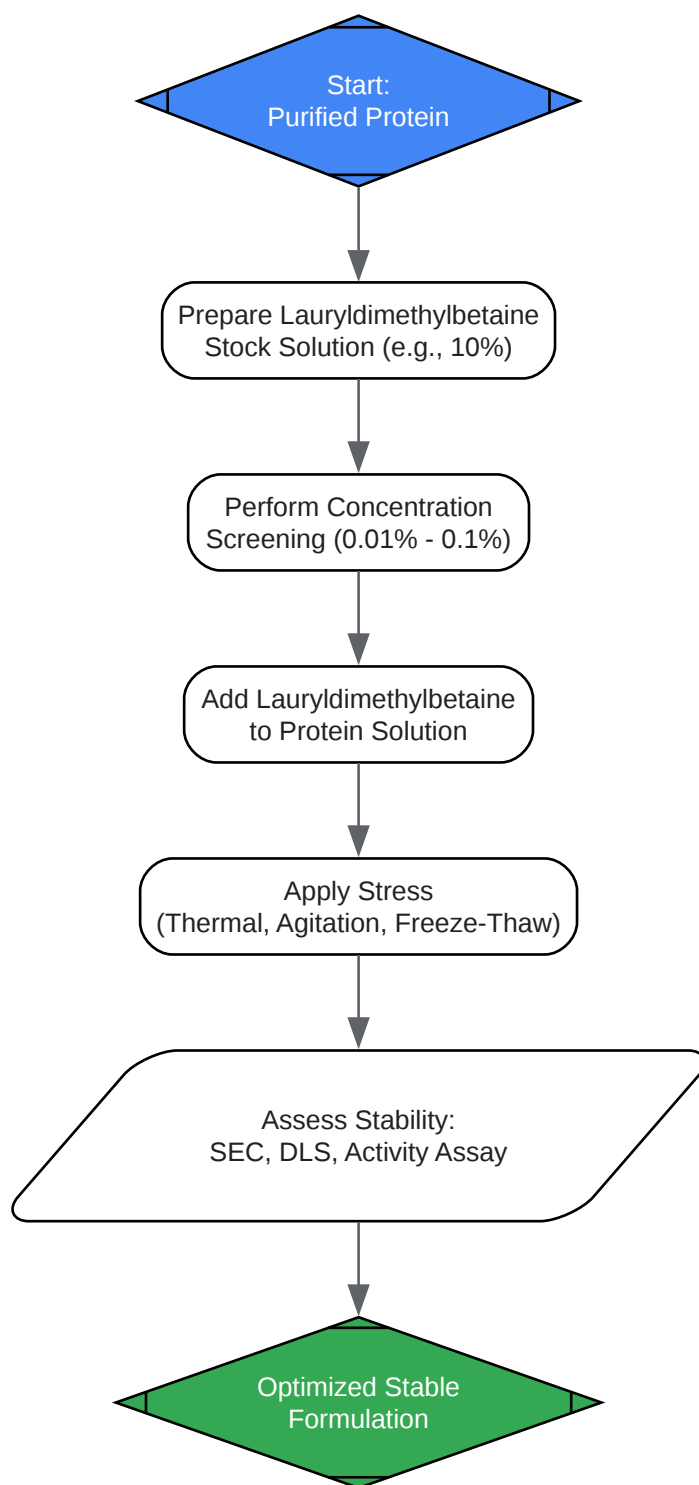 Start:
Purified Protein
Prepare Lauryldimethylbetaine
Stock Solution (e.g., 10%)
Perform Concentration
Screening (0.01% - 0.1%)
Add Lauryldimethylbetaine
to Protein Solution
Apply Stress
(Thermal, Agitation, Freeze-Thaw)
Assess Stability:
SEC, DLS, Activity Assay
Optimized Stable
Formulation